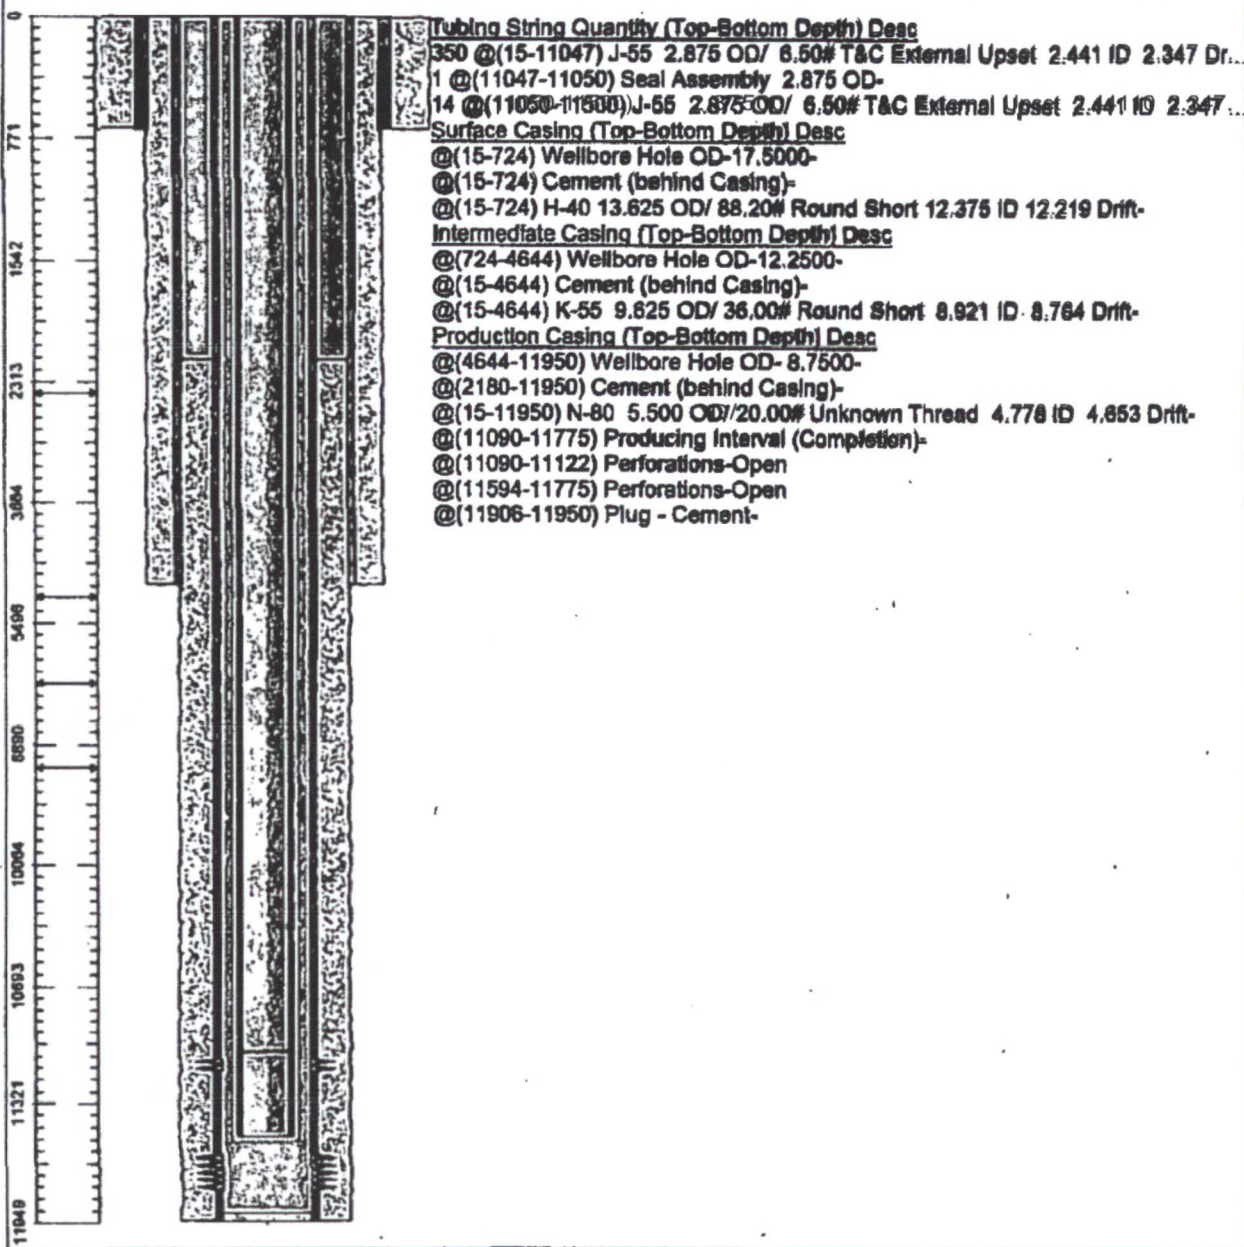 0
771
1542
2313
3884
5496
6890
10064
10693
11321
11949
Tubing String Quantity (Top-Bottom Depth) Desc
350 @(15-11047) J-55 2.875 OD/ 6.50# T&C External Upset 2.441 ID 2.347 Dr...
1 @(11047-11050) Seal Assembly 2.875 OD-
14 @(11050-11500) J-55 2.875 OD/ 6.50# T&C External Upset 2.441 ID 2.347 ...
Surface Casing (Top-Bottom Depth) Desc
@(15-724) Wellbore Hole OD-17.5000-
@(15-724) Cement (behind Casing)-
@(15-724) H-40 13.625 OD/ 88.20# Round Short 12.375 ID 12.219 Drift-
Intermediate Casing (Top-Bottom Depth) Desc
@(724-4644) Wellbore Hole OD-12.2500-
@(15-4644) Cement (behind Casing)-
@(15-4644) K-55 9.625 OD/ 36.00# Round Short 8.921 ID 8.764 Drift-
Production Casing (Top-Bottom Depth) Desc
@(4644-11950) Wellbore Hole OD- 8.7500-
@(2180-11950) Cement (behind Casing)-
@(15-11950) N-80 5.500 OD//20.00# Unknown Thread 4.778 ID 4.653 Drift-
@(11090-11775) Producing Interval (Completion)-
@(11090-11122) Perforations-Open
@(11594-11775) Perforations-Open
@(11906-11950) Plug - Cement-